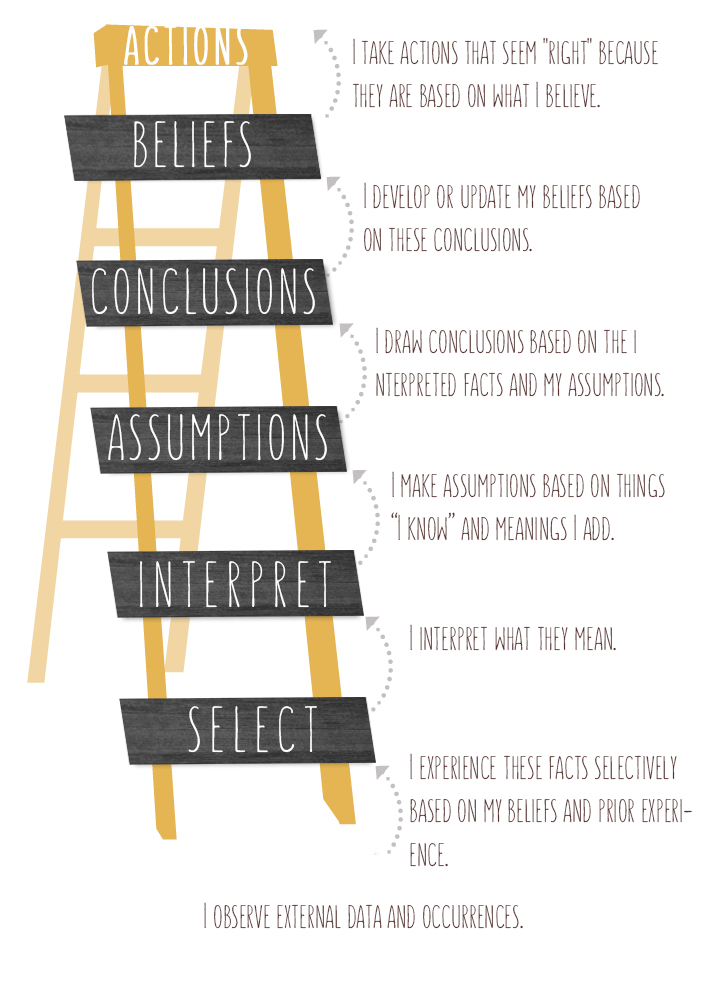 ACTIONS
I TAKE ACTIONS THAT SEEM "RIGHT" BECAUSE
THEY ARE BASED ON WHAT I BELIEVE.
BELIEFS
I DEVELOP OR UPDATE MY BELIEFS BASED
ON THESE CONCLUSIONS.
CONCLUSIONS
I DRAW CONCLUSIONS BASED ON THE I
NTERPRETED FACTS AND MY ASSUMPTIONS.
ASSUMPTIONS
I MAKE ASSUMPTIONS BASED ON THINGS
“I KNOW” AND MEANINGS I ADD.
INTERPRET
I INTERPRET WHAT THEY MEAN.
SELECT
I EXPERIENCE THESE FACTS SELECTIVELY
BASED ON MY BELIEFS AND PRIOR EXPERI-
ENCE.
I OBSERVE EXTERNAL DATA AND OCCURRENCES.